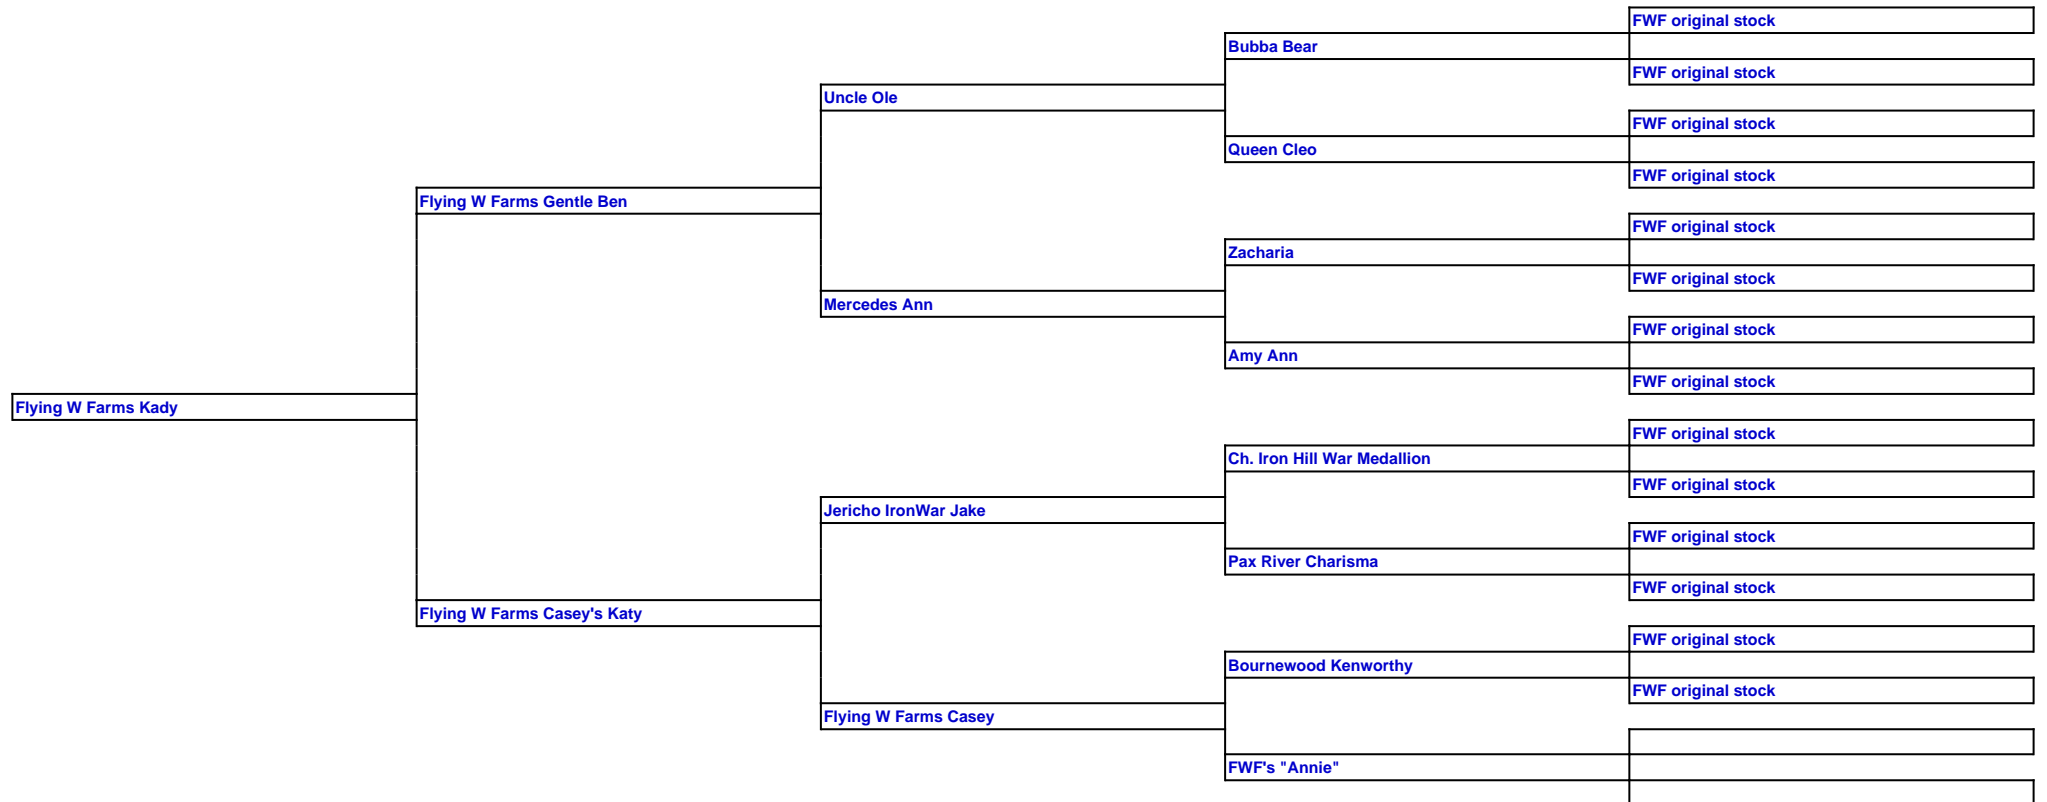 FWF original stock
Bubba Bear
FWF original stock
Uncle Ole
FWF original stock
Queen Cleo
FWF original stock
Flying W Farms Gentle Ben
FWF original stock
Zacharia
FWF original stock
Mercedes Ann
FWF original stock
Amy Ann
FWF original stock
Flying W Farms Kady
FWF original stock
Ch. Iron Hill War Medallion
FWF original stock
Jericho IronWar Jake
FWF original stock
Pax River Charisma
FWF original stock
Flying W Farms Casey's Katy
FWF original stock
Bournewood Kenworthy
FWF original stock
Flying W Farms Casey
FWF's "Annie"